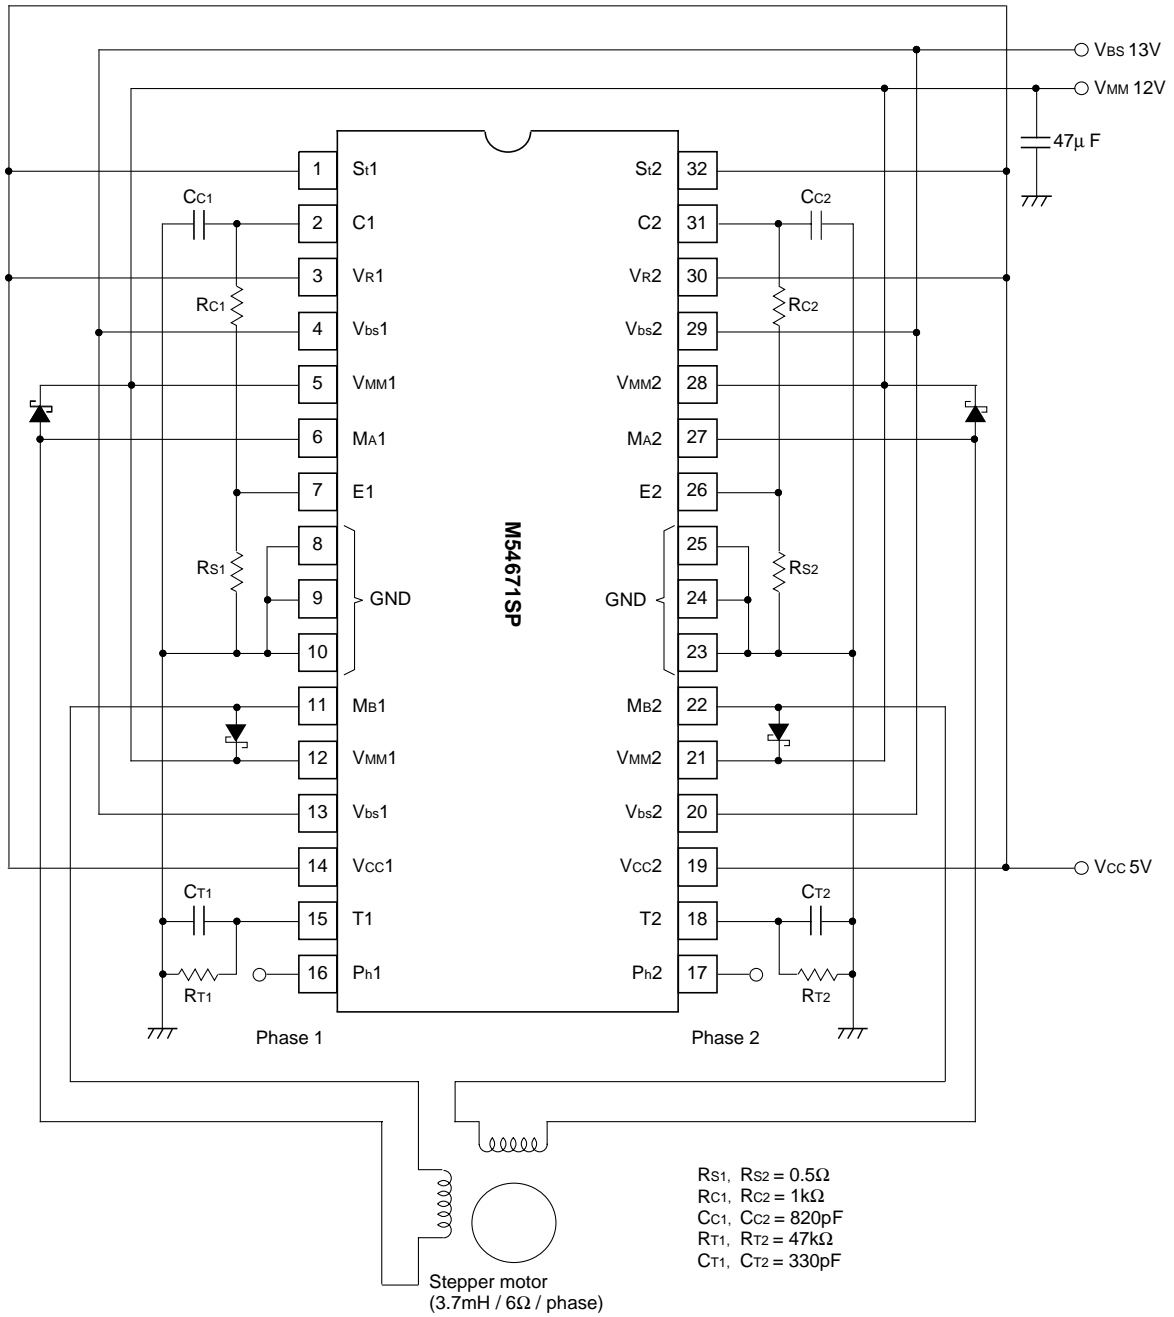 VBS 13V
VMM 12V
47μ F
1 St1 St2 32
CC1 CC2
2 C1 C2 31
3 VR1 VR2 30
RC1 RC2
4 Vbs1 Vbs2 29
5 VMM1 VMM2 28
6 MA1 MA2 27
7 E1 E2 26
8 25
RS1 RS2
M54671SP
9 GND GND 24
10 23
11 MB1 MB2 22
12 VMM1 VMM2 21
13 Vbs1 Vbs2 20
14 VCC1 VCC2 19
VCC 5V
CT1 CT2
15 T1 T2 18
16 Ph1 Ph2 17
RT1 RT2
Phase 1 Phase 2
RS1, RS2 = 0.5Ω
RC1, RC2 = 1kΩ
CC1, CC2 = 820pF
RT1, RT2 = 47kΩ
CT1, CT2 = 330pF
Stepper motor
(3.7mH / 6Ω / phase)